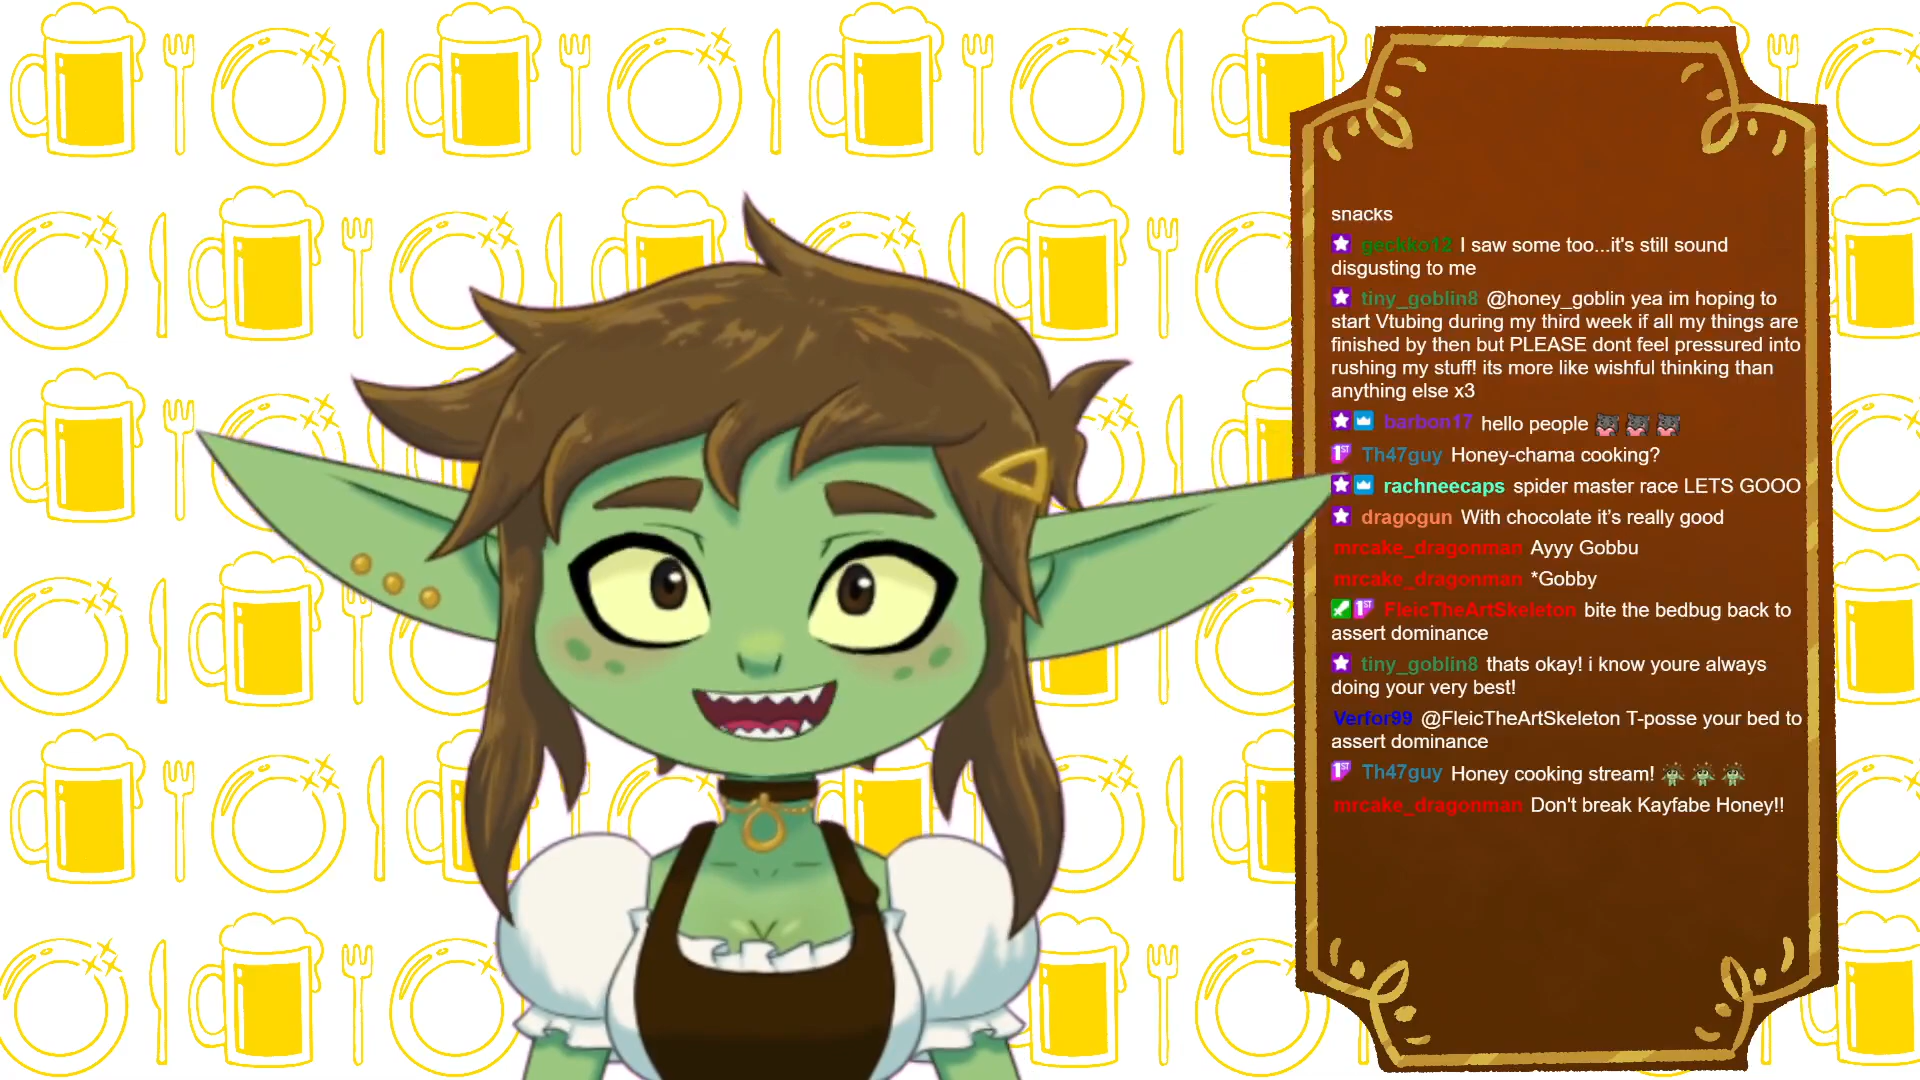 snacks
geckko12 I saw some too...it's still sound
disgusting to me
tiny_goblin8 @honey_goblin yea im hoping to
start Vtubing during my third week if all my things are
finished by then but PLEASE dont feel pressured into
rushing my stuff! its more like wishful thinking than
anything else x3
barbon17 hello people
1ST Th47guy Honey-chama cooking?
rachneecaps spider master race LETS GOOO
dragogun With chocolate it’s really good
mrcake_dragonman Ayyy Gobbu
mrcake_dragonman *Gobby
1ST FleicTheArtSkeleton bite the bedbug back to
assert dominance
tiny_goblin8 thats okay! i know youre always
doing your very best!
Verfor99 @FleicTheArtSkeleton T-posse your bed to
assert dominance
1ST Th47guy Honey cooking stream!
mrcake_dragonman Don't break Kayfabe Honey!!